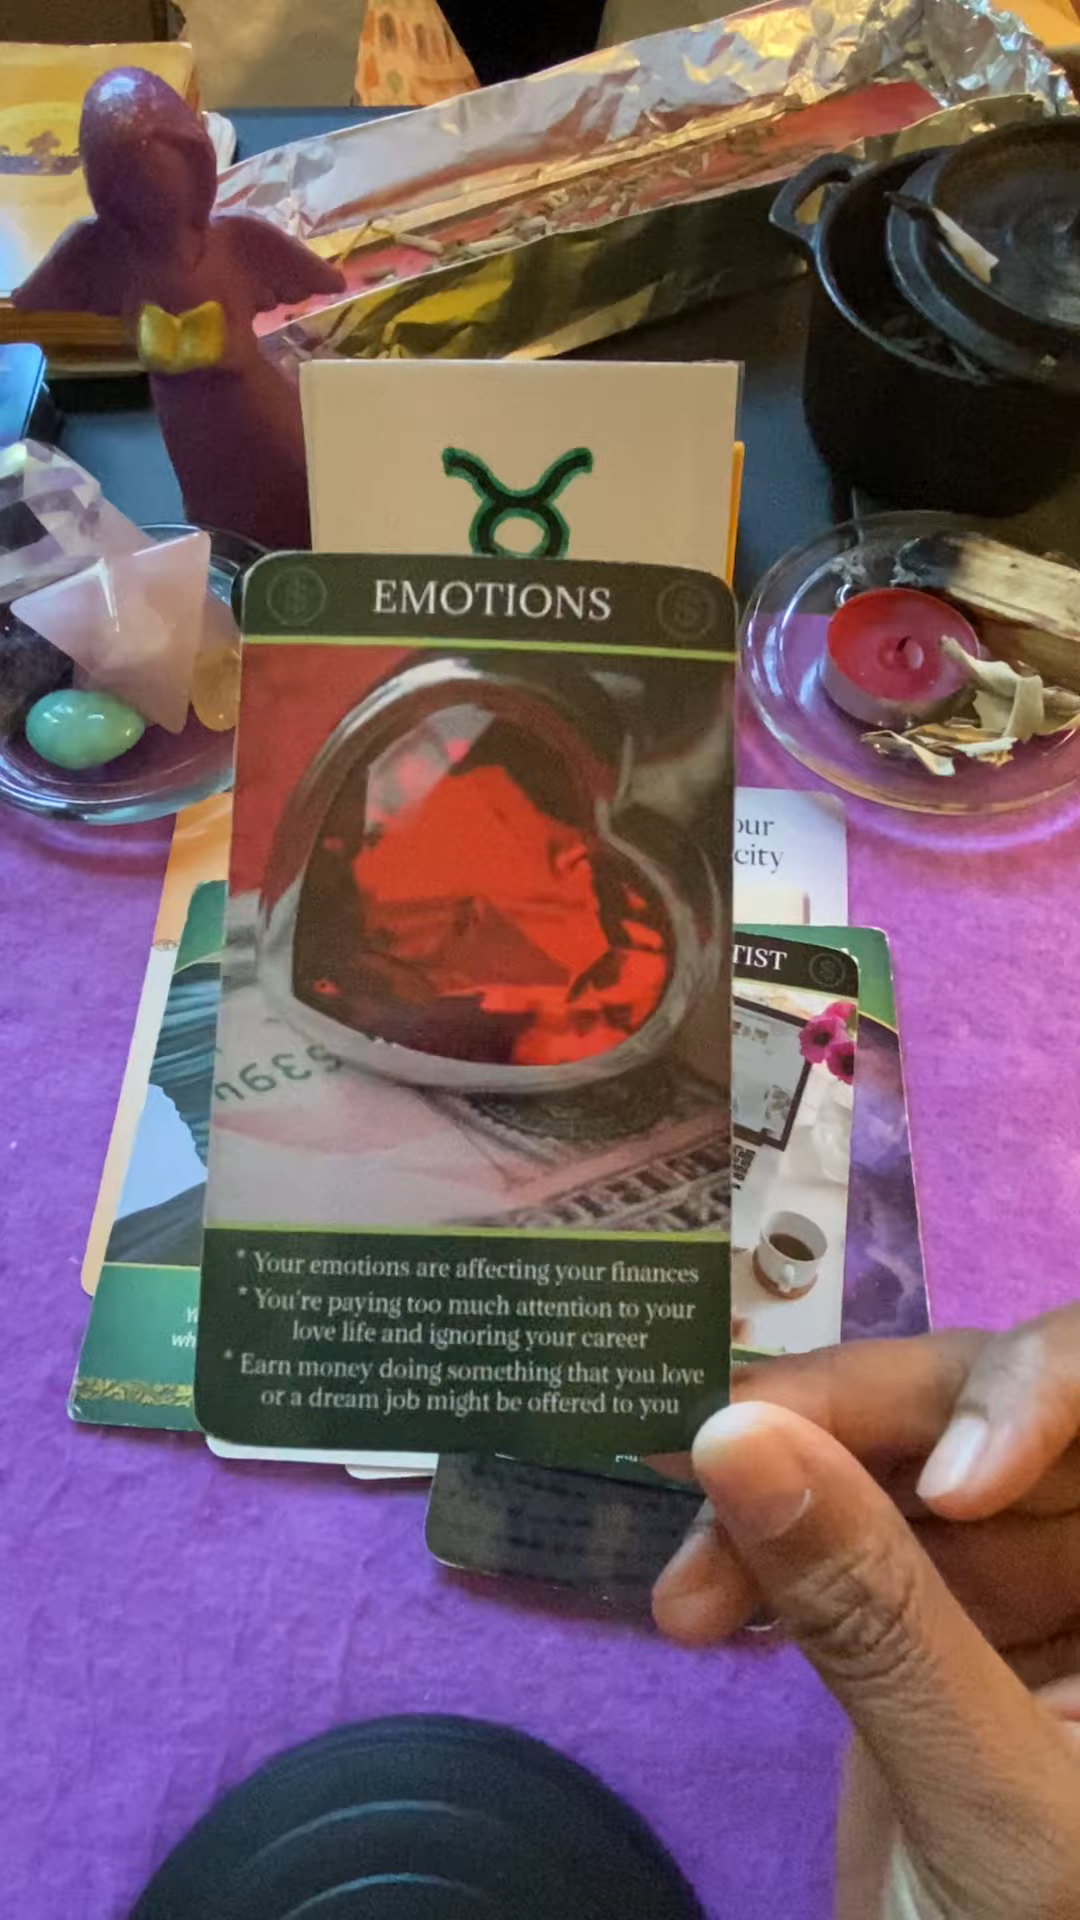 EMOTIONS
our
city
TIST
* Your emotions are affecting your finances
* You're paying too much attention to your
love life and ignoring your career
* Earn money doing something that you love
or a dream job might be offered to you